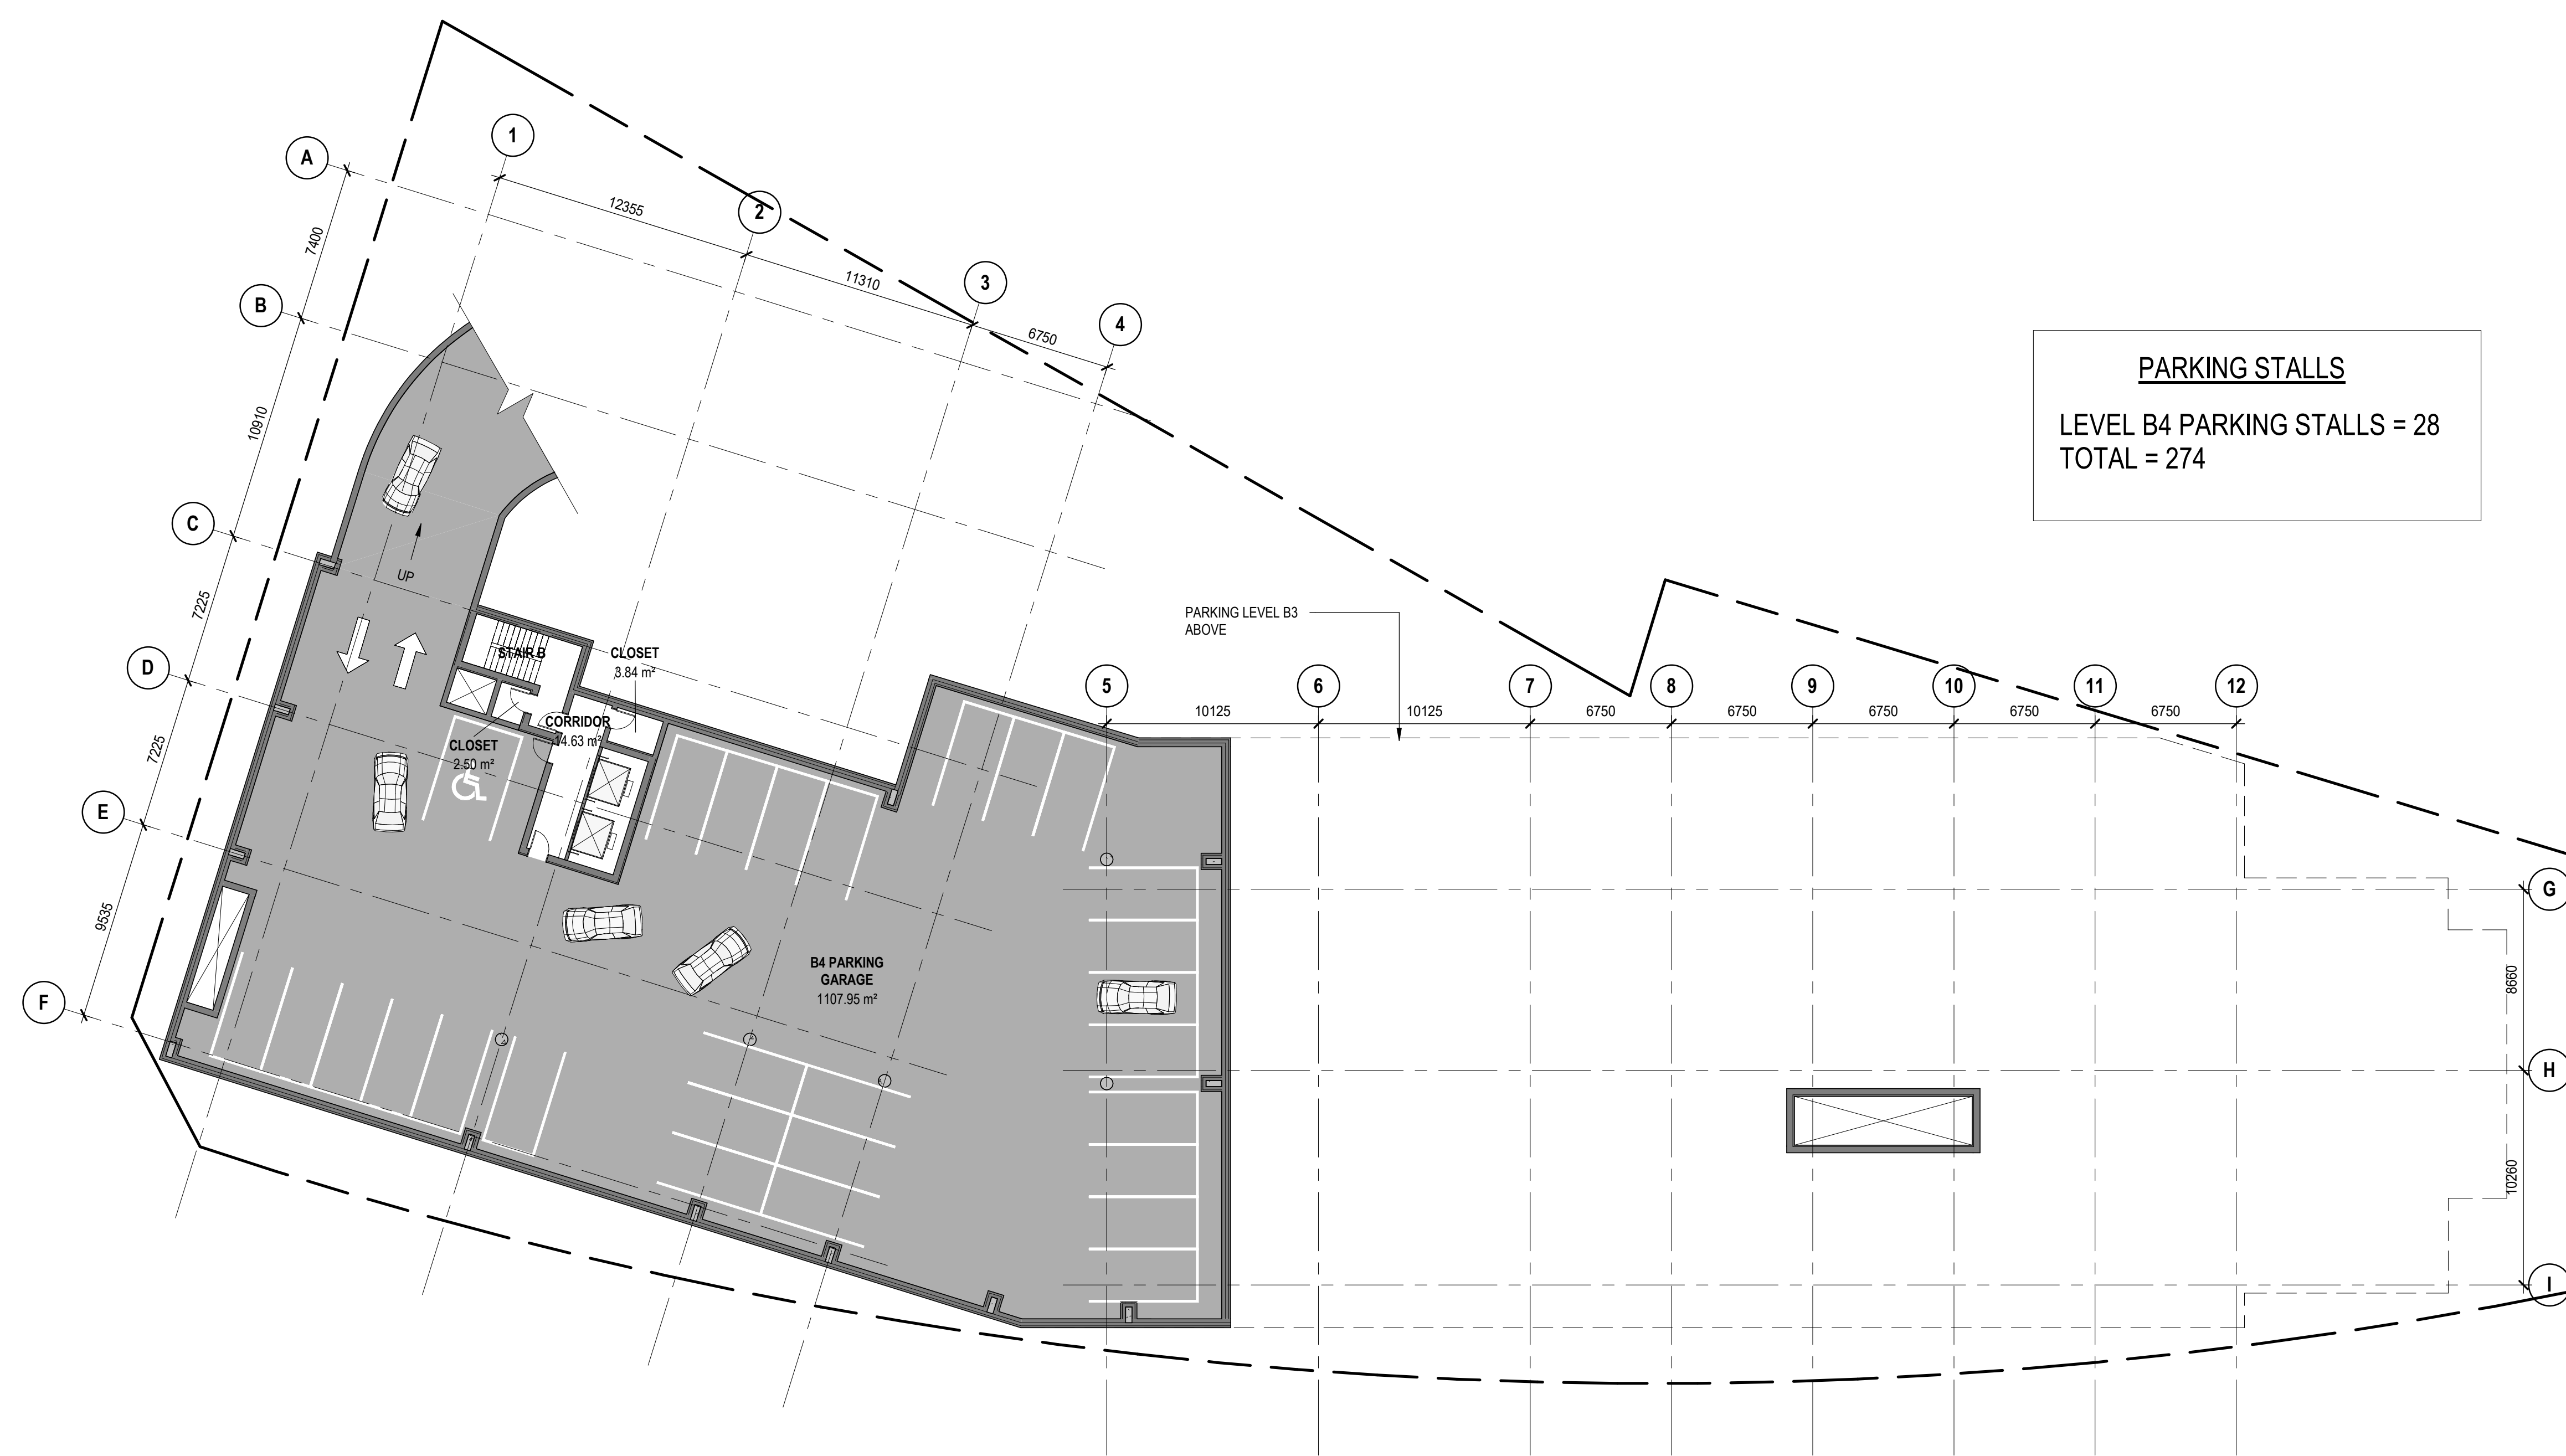 1
A
12355
2
7400
11310
3
B
6750
4
PARKING STALLS
LEVEL B4 PARKING STALLS = 28
TOTAL = 274
10910
C
UP
7225
PARKING LEVEL B3
ABOVE
STAIR B
CLOSET
3.84 m²
D
5
6
7
8
9
10
11
12
10125
10125
6750
6750
6750
6750
6750
CORRIDOR
14.63 m²
CLOSET
2.50 m²
7225
E
G
9535
B4 PARKING
GARAGE
1107.95 m²
8660
F
H
10260
I